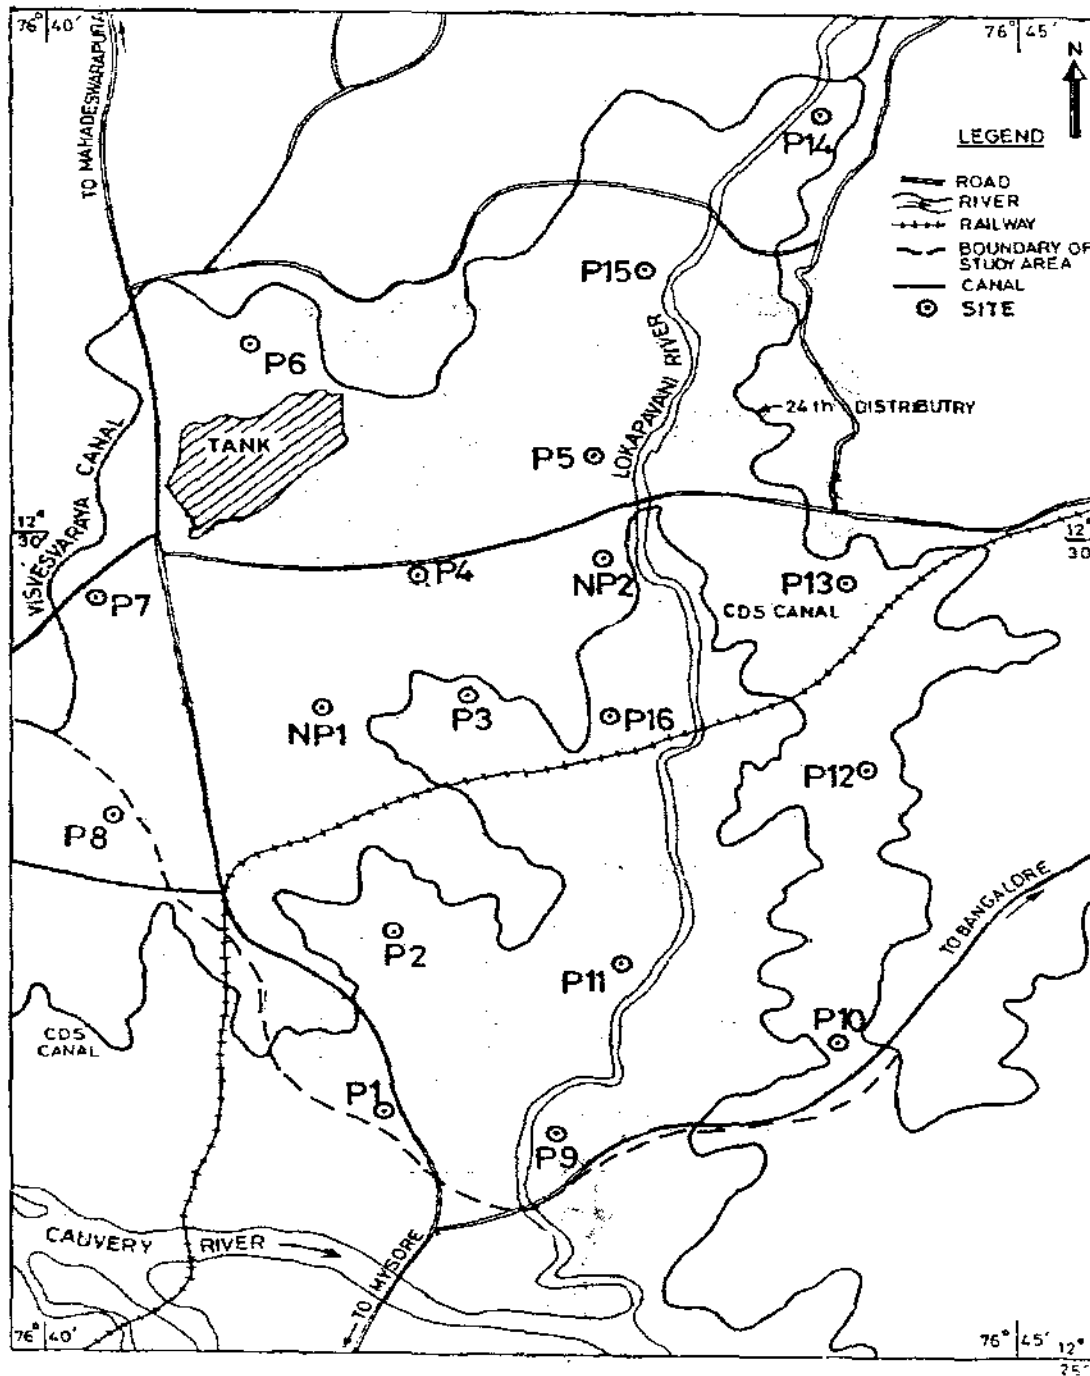 76° 40'
76° 45'
N
TO MAHADESWARAPURA
P14
LEGEND
ROAD
RIVER
RAILWAY
BOUNDARY OF
STUDY AREA
CANAL
SITE
P15
P6
LOKAPAVANI RIVER
24th DISTRIBUTRY
TANK
P5
VISVESWARAYA CANAL
12°
30'
12°
30'
P4
NP2
P13
P7
CDS CANAL
P3
NP1
P16
P12
P8
TO BANGALORE
P2
P11
CDS
CANAL
P10
P1
P9
CAUVERY RIVER
TO MYSORE
76° 40'
76° 45'
12°
25'